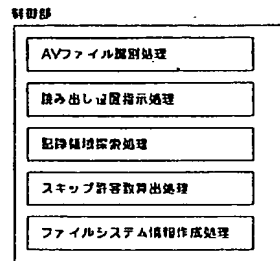 制御部
AVファイル識別処理
読み出し位置指示処理
記録領域探索処理
スキップ許容数算出処理
ファイルシステム情報作成処理